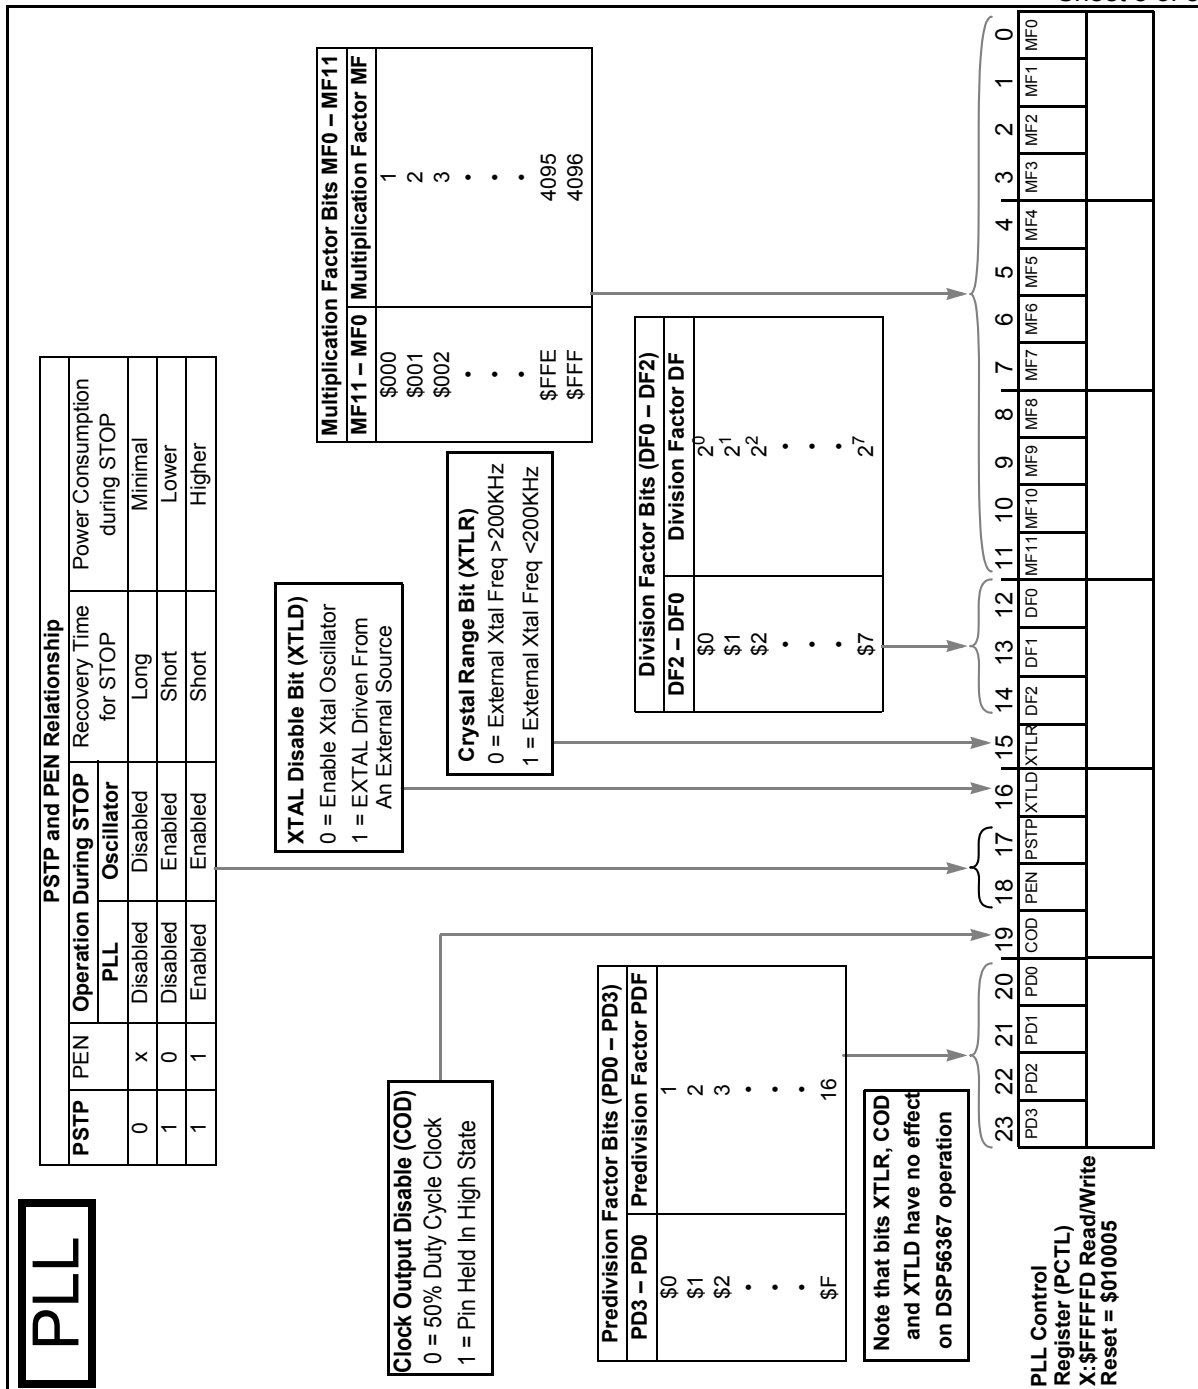 PLL
PSTP and PEN Relationship
PSTP PEN Operation During STOP Recovery Time for STOP Power Consumption during STOP
PLL Oscillator
0 x Disabled Disabled Long Minimal
1 0 Disabled Enabled Short Lower
1 1 Enabled Enabled Short Higher
XTAL Disable Bit (XTLD)
0 = Enable Xtal Oscillator
1 = EXTAL Driven From
An External Source
Multiplication Factor Bits MF0 – MF11
MF11 – MF0 Multiplication Factor MF
$000 1
$001 2
$002 3
• •
• •
• •
$FFE 4095
$FFF 4096
Clock Output Disable (COD)
0 = 50% Duty Cycle Clock
1 = Pin Held In High State
Crystal Range Bit (XTLR)
0 = External Xtal Freq >200KHz
1 = External Xtal Freq <200KHz
Predivision Factor Bits (PD0 – PD3)
PD3 – PD0 Predivision Factor PDF
$0 1
$1 2
$2 3
• •
• •
• •
$F 16
Division Factor Bits (DF0 – DF2)
DF2 – DF0 Division Factor DF
$0 2^0
$1 2^1
$2 2^2
• •
• •
• •
$7 2^7
Note that bits XTLR, COD
and XTLD have no effect
on DSP56367 operation
23 22 21 20 19 18 17 16 15 14 13 12 11 10 9 8 7 6 5 4 3 2 1 0
PD3 PD2 PD1 PD0 COD PEN PSTP XTLD XTLR DF2 DF1 DF0 MF11 MF10 MF9 MF8 MF7 MF6 MF5 MF4 MF3 MF2 MF1 MF0
PLL Control
Register (PCTL)
X:$FFFFFD Read/Write
Reset = $010005